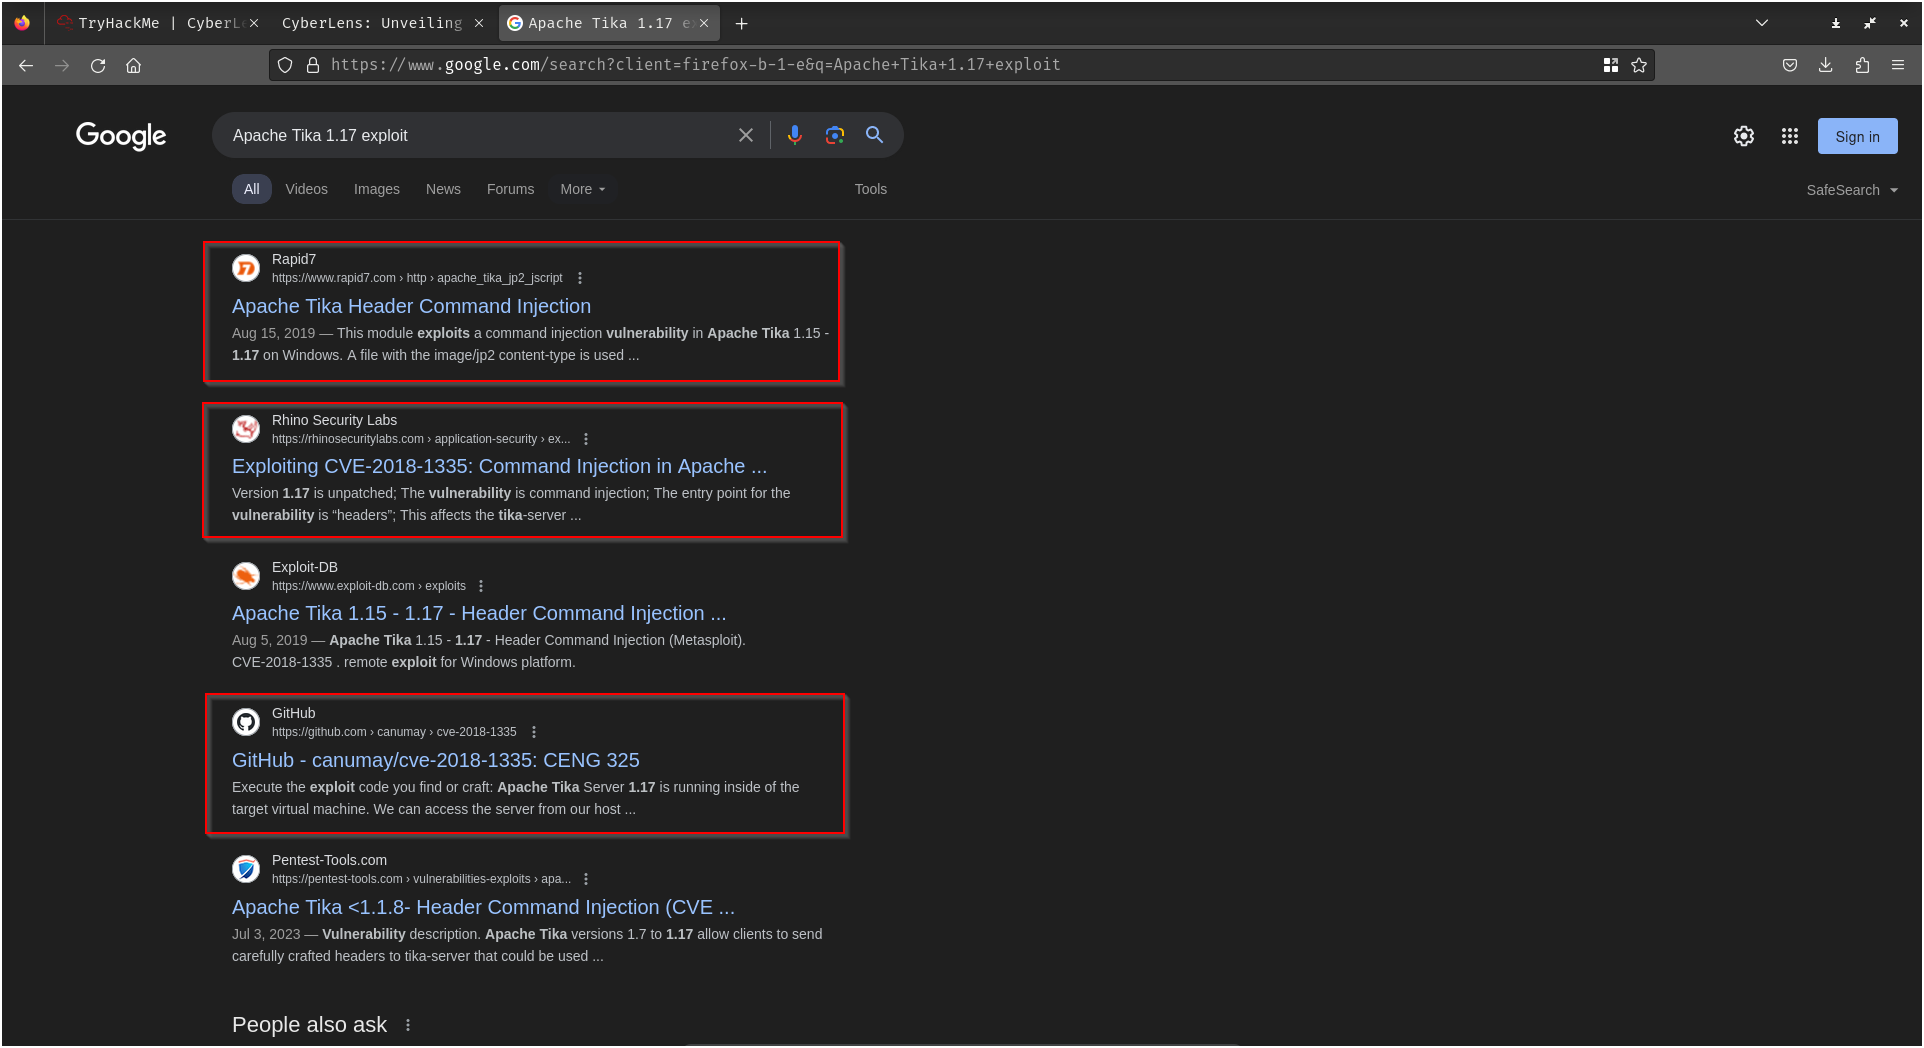 TryHackMe | CyberLe
CyberLens: Unveiling
Apache Tika 1.17 ex
https://www.google.com/search?client=firefox-b-1-e&q=Apache+Tika+1.17+exploit
Google
Apache Tika 1.17 exploit
Sign in
All Videos Images News Forums More Tools SafeSearch
Rapid7
https://www.rapid7.com › http › apache_tika_jp2_jscript
Apache Tika Header Command Injection
Aug 15, 2019 — This module exploits a command injection vulnerability in Apache Tika 1.15 -
1.17 on Windows. A file with the image/jp2 content-type is used ...
Rhino Security Labs
https://rhinosecuritylabs.com › application-security › ex...
Exploiting CVE-2018-1335: Command Injection in Apache ...
Version 1.17 is unpatched; The vulnerability is command injection; The entry point for the
vulnerability is “headers”; This affects the tika-server ...
Exploit-DB
https://www.exploit-db.com › exploits
Apache Tika 1.15 - 1.17 - Header Command Injection ...
Aug 5, 2019 — Apache Tika 1.15 - 1.17 - Header Command Injection (Metasploit).
CVE-2018-1335 . remote exploit for Windows platform.
GitHub
https://github.com › canumay › cve-2018-1335
GitHub - canumay/cve-2018-1335: CENG 325
Execute the exploit code you find or craft: Apache Tika Server 1.17 is running inside of the
target virtual machine. We can access the server from our host ...
Pentest-Tools.com
https://pentest-tools.com › vulnerabilities-exploits › apa...
Apache Tika <1.1.8- Header Command Injection (CVE ...
Jul 3, 2023 — Vulnerability description. Apache Tika versions 1.7 to 1.17 allow clients to send
carefully crafted headers to tika-server that could be used ...
People also ask